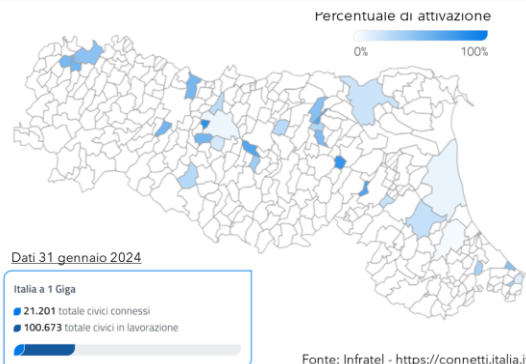 Percentuale di attivazione
0% 100%
Dati 31 gennaio 2024
Italia a 1 Giga
21.201 totale civici connessi
100.673 totale civici in lavorazione
Fonte: Infratel - https://connetti.italia.i